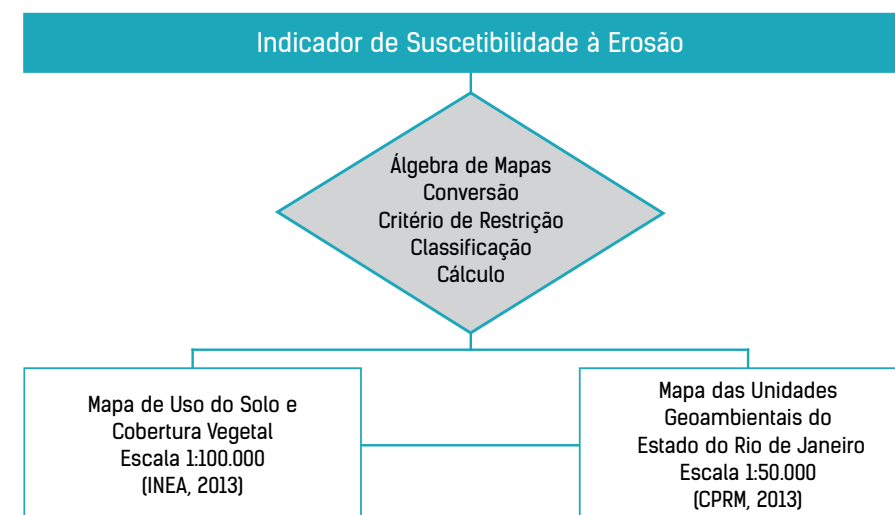 Indicador de Suscetibilidade à Erosão
Álgebra de Mapas
Conversão
Critério de Restrição
Classificação
Cálculo
Mapa de Uso do Solo e
Cobertura Vegetal
Escala 1:100.000
(INEA, 2013)
Mapa das Unidades
Geoambientais do
Estado do Rio de Janeiro
Escala 1:50.000
(CPRM, 2013)